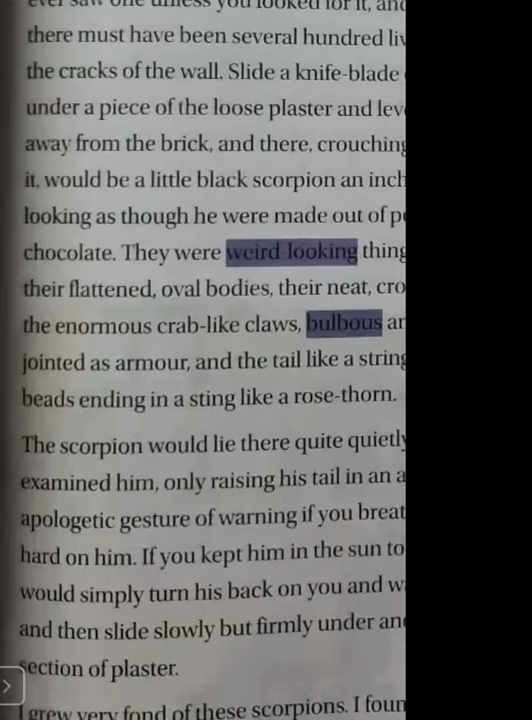 ever saw one unless you looked for it, and
there must have been several hundred liv
the cracks of the wall. Slide a knife-blade
under a piece of the loose plaster and lev
away from the brick, and there, crouching
it, would be a little black scorpion an inch
looking as though he were made out of p
chocolate. They were weird-looking thing
their flattened, oval bodies, their neat, cro
the enormous crab-like claws, bulbous an
jointed as armour, and the tail like a string
beads ending in a sting like a rose-thorn.
The scorpion would lie there quite quietly
examined him, only raising his tail in an a
apologetic gesture of warning if you breat
hard on him. If you kept him in the sun to
would simply turn his back on you and w
and then slide slowly but firmly under an
section of plaster.
I grew very fond of these scorpions. I foun